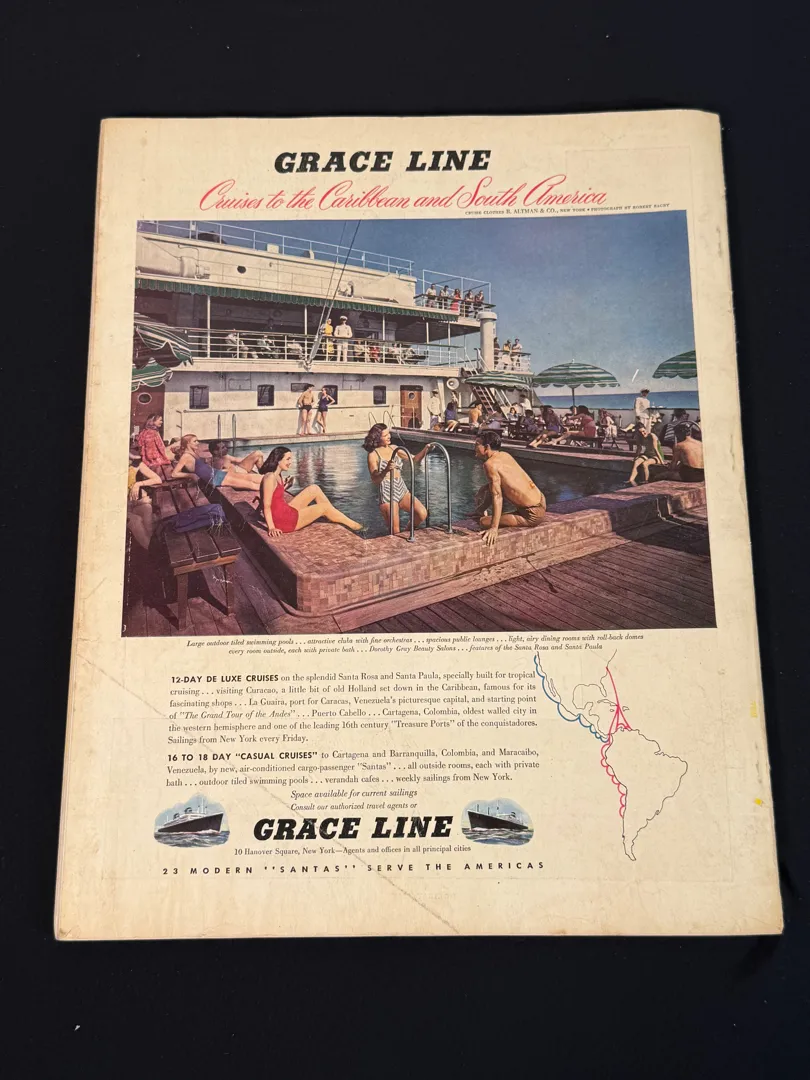 GRACE LINE
Cruises to the Caribbean and South America
CRUISE CLOTHES B. ALTMAN & CO., NEW YORK • PHOTOGRAPH BY ROBERT BAGBY
Large outdoor tiled swimming pools . . . attractive clubs with fine orchestras . . . spacious public lounges . . . light, airy dining rooms with roll-back domes
every room outside, each with private bath . . . Dorothy Gray Beauty Salons . . . features of the Santa Rosa and Santa Paula
12-DAY DE LUXE CRUISES on the splendid Santa Rosa and Santa Paula, specially built for tropical
cruising . . . visiting Curacao, a little bit of old Holland set down in the Caribbean, famous for its
fascinating shops . . . La Guaira, port for Caracas, Venezuela's picturesque capital, and starting point
of "The Grand Tour of the Andes" . . . Puerto Cabello . . . Cartagena, Colombia, oldest walled city in
the western hemisphere and one of the leading 16th century "Treasure Ports" of the conquistadores.
Sailings from New York every Friday.
16 TO 18 DAY "CASUAL CRUISES" to Cartagena and Barranquilla, Colombia, and Maracaibo,
Venezuela, by new, air-conditioned cargo-passenger "Santas" . . . all outside rooms, each with private
bath . . . outdoor tiled swimming pools . . . verandah cafes . . . weekly sailings from New York.
Space available for current sailings
Consult our authorized travel agents or
GRACE LINE
10 Hanover Square, New York—Agents and offices in all principal cities
23 MODERN "SANTAS" SERVE THE AMERICAS